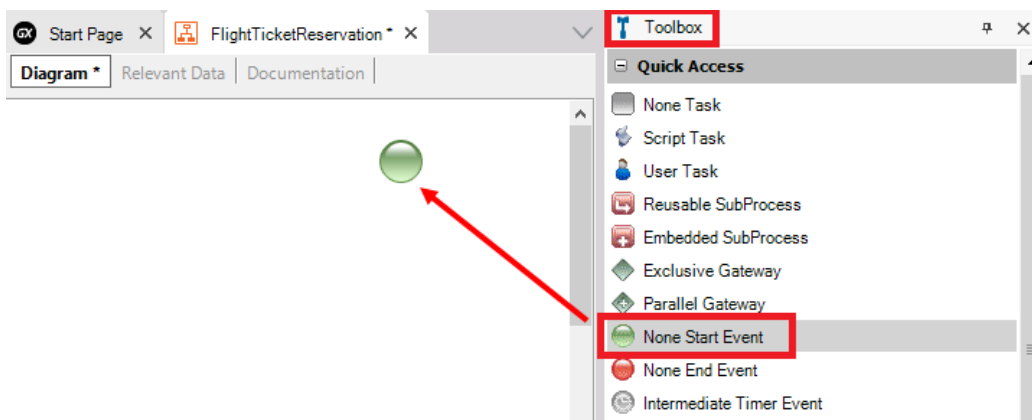 GX Start Page X FlightTicketReservation * X
Diagram * Relevant Data Documentation
Toolbox
Quick Access
None Task
Script Task
User Task
Reusable SubProcess
Embedded SubProcess
Exclusive Gateway
Parallel Gateway
None Start Event
None End Event
Intermediate Timer Event